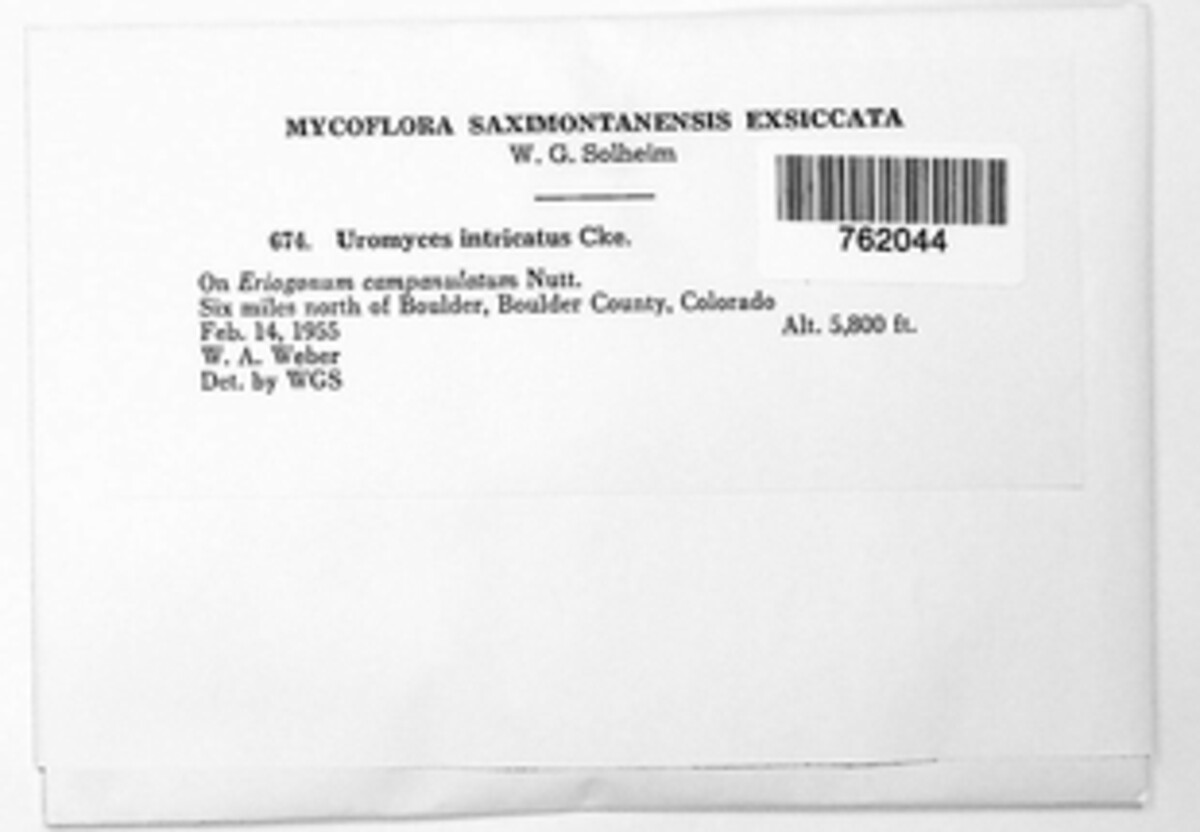 MYCOFLORA SAXIMONTANENSIS EXSICCATA
W. G. Solheim
762044
674. Uromyces intricatus Cke.
On Eriogonum campanulatum Nutt.
Six miles north of Boulder, Boulder County, Colorado
Feb. 14, 1955
Alt. 5,800 ft.
W. A. Weber
Det. by WGS